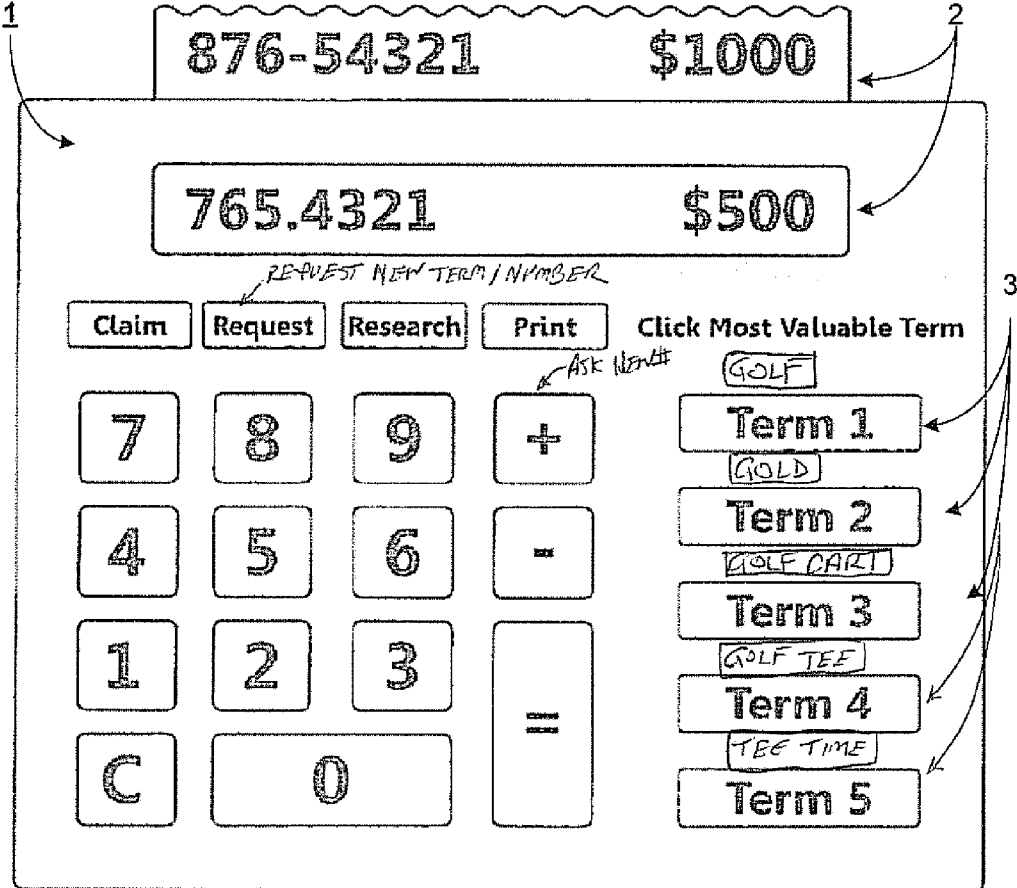 1
2
876-54321 $1000
765.4321 $500
REQUEST NEW TERM/NUMBER
3
Claim Request Research Print Click Most Valuable Term
ASK NEW#
GOLF
7 8 9 + Term 1
GOLD
Term 2
4 5 6 -
GOLF CART
Term 3
GOLF TEE
1 2 3 = Term 4
TEE TIME
C 0 Term 5